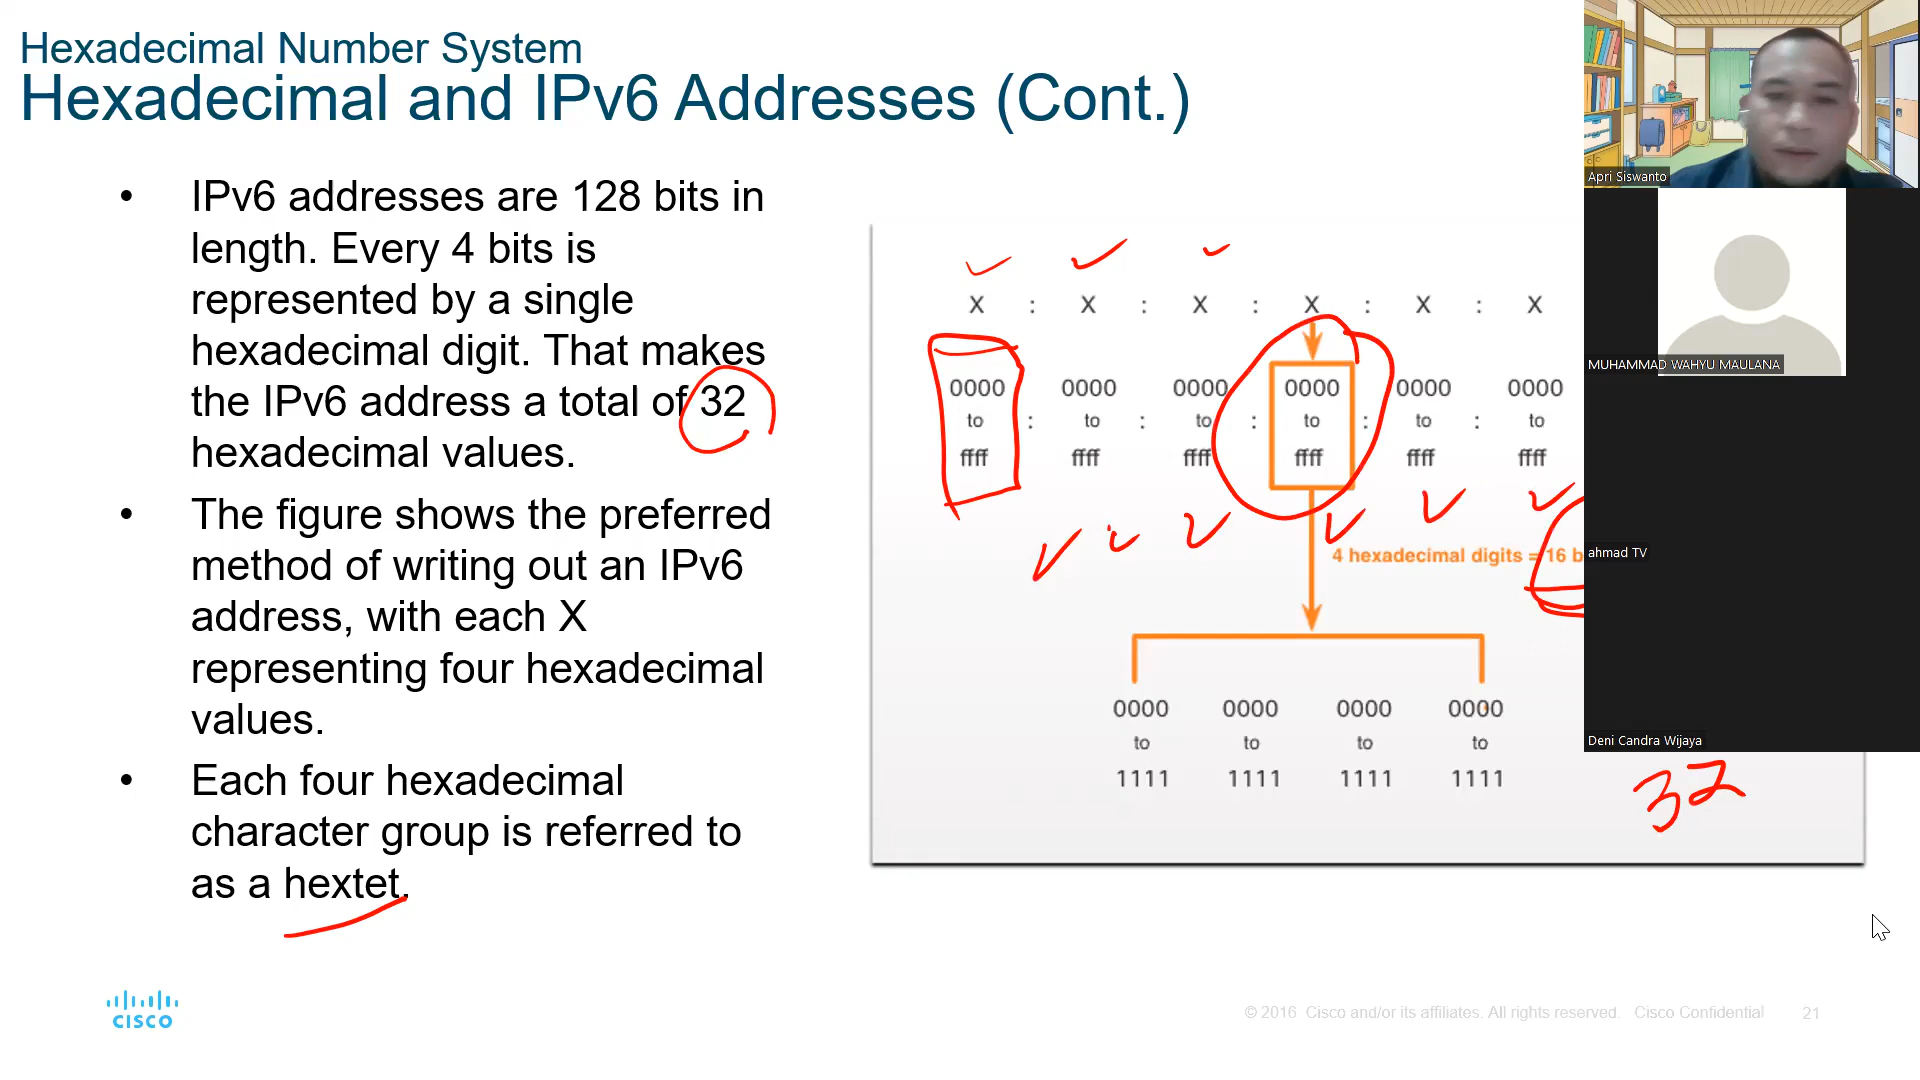 Hexadecimal Number System
Hexadecimal and IPv6 Addresses (Cont.)
• IPv6 addresses are 128 bits in
length. Every 4 bits is
represented by a single
hexadecimal digit. That makes
the IPv6 address a total of 32
hexadecimal values.
• The figure shows the preferred
method of writing out an IPv6
address, with each X
representing four hexadecimal
values.
• Each four hexadecimal
character group is referred to
as a hextet.
X : X : X : X : X : X
0000 0000 0000 0000 0000 0000
to : to : to : to : to : to
ffff ffff ffff ffff ffff ffff
4 hexadecimal digits = 16 b
0000 0000 0000 0000
to to to to
1111 1111 1111 1111
32
Apri Siswanto
MUHAMMAD WAHYU MAULANA
ahmad TV
Deni Candra Wijaya
CISCO
© 2016 Cisco and/or its affiliates. All rights reserved. Cisco Confidential 21